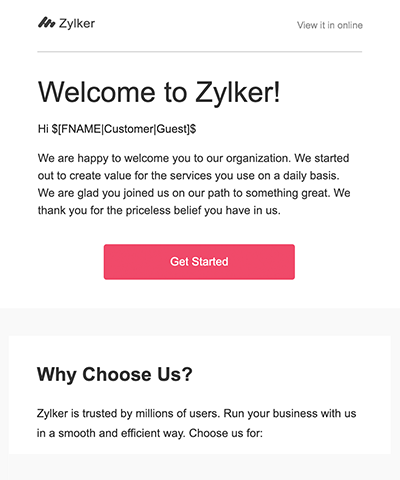 Zylker
View it in online
Welcome to Zylker!
Hi $[FNAME|Customer|Guest]$
We are happy to welcome you to our organization. We started
out to create value for the services you use on a daily basis.
We are glad you joined us on our path to something great. We
thank you for the priceless belief you have in us.
Get Started
Why Choose Us?
Zylker is trusted by millions of users. Run your business with us
in a smooth and efficient way. Choose us for: